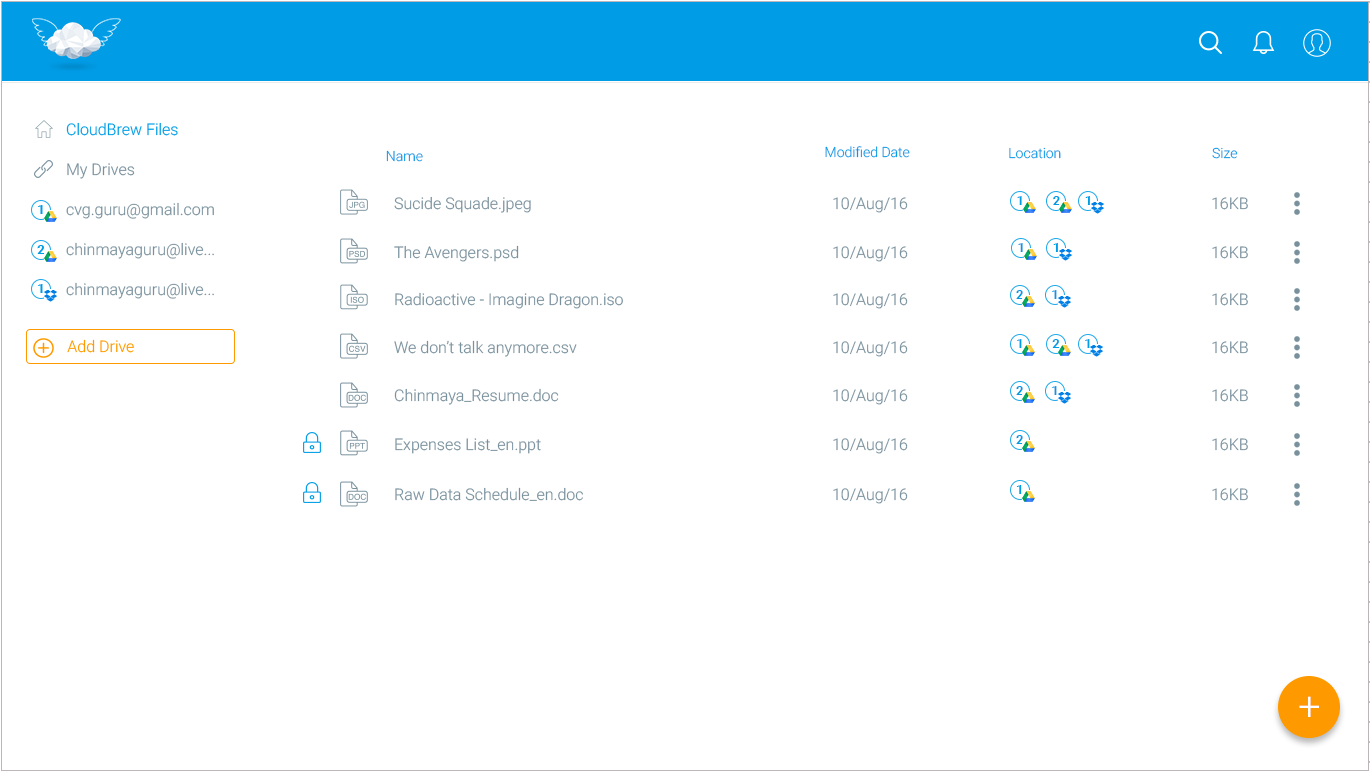 CloudBrew Files
My Drives
1 cvg.guru@gmail.com
2 chinmayaguru@live...
1 chinmayaguru@live...
Add Drive
Name Modified Date Location Size
JPG Sucide Squade.jpeg 10/Aug/16 1 2 1 16KB
PSD The Avengers.psd 10/Aug/16 1 1 16KB
ISO Radioactive - Imagine Dragon.iso 10/Aug/16 2 1 16KB
CSV We don't talk anymore.csv 10/Aug/16 1 2 1 16KB
DOC Chinmaya_Resume.doc 10/Aug/16 2 1 16KB
PPT Expenses List_en.ppt 10/Aug/16 2 16KB
DOC Raw Data Schedule_en.doc 10/Aug/16 1 16KB